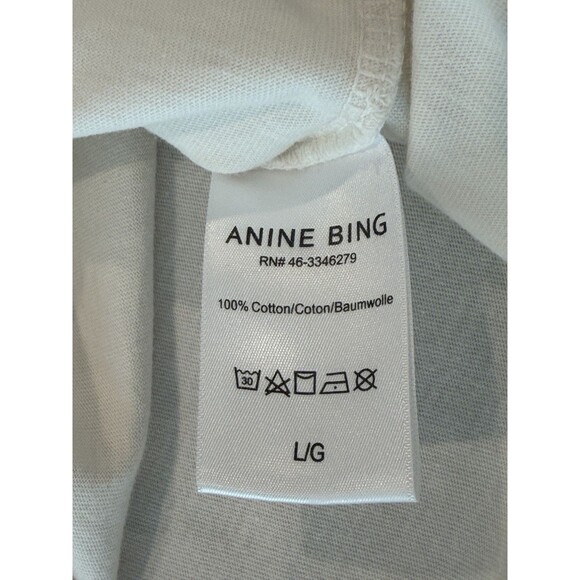 ANINE BING
RN# 46-3346279
100% Cotton/Coton/Baumwolle
30
L/G